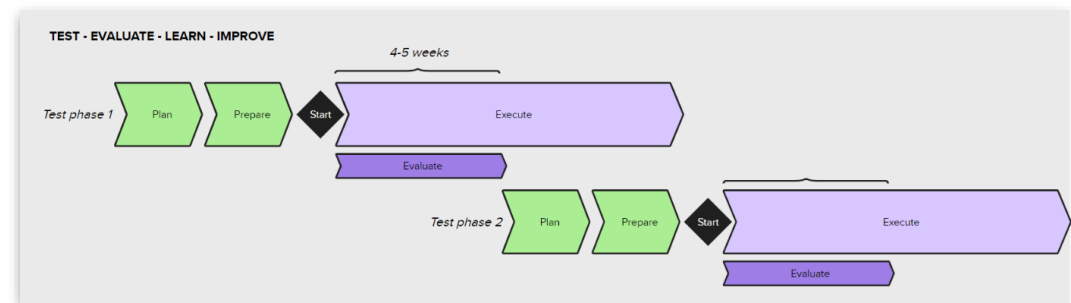 TEST - EVALUATE - LEARN - IMPROVE
4-5 weeks
Test phase 1
Plan
Prepare
Start
Execute
Evaluate
Test phase 2
Plan
Prepare
Start
Execute
Evaluate